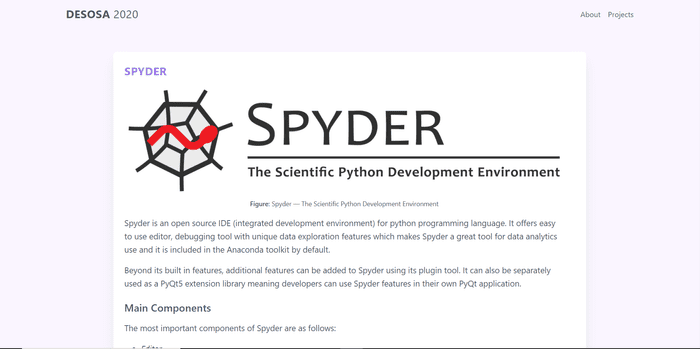 DESOSA 2020
About Projects
SPYDER
SPYDER
The Scientific Python Development Environment
Figure: Spyder — The Scientific Python Development Environment
Spyder is an open source IDE (integrated development environment) for python programming language. It offers easy
to use editor, debugging tool with unique data exploration features which makes Spyder a great tool for data analytics
use and it is included in the Anaconda toolkit by default.
Beyond its built in features, additional features can be added to Spyder using its plugin tool. It can also be separately
used as a PyQt5 extension library meaning developers can use Spyder features in their own PyQt application.
Main Components
The most important components of Spyder are as follows: